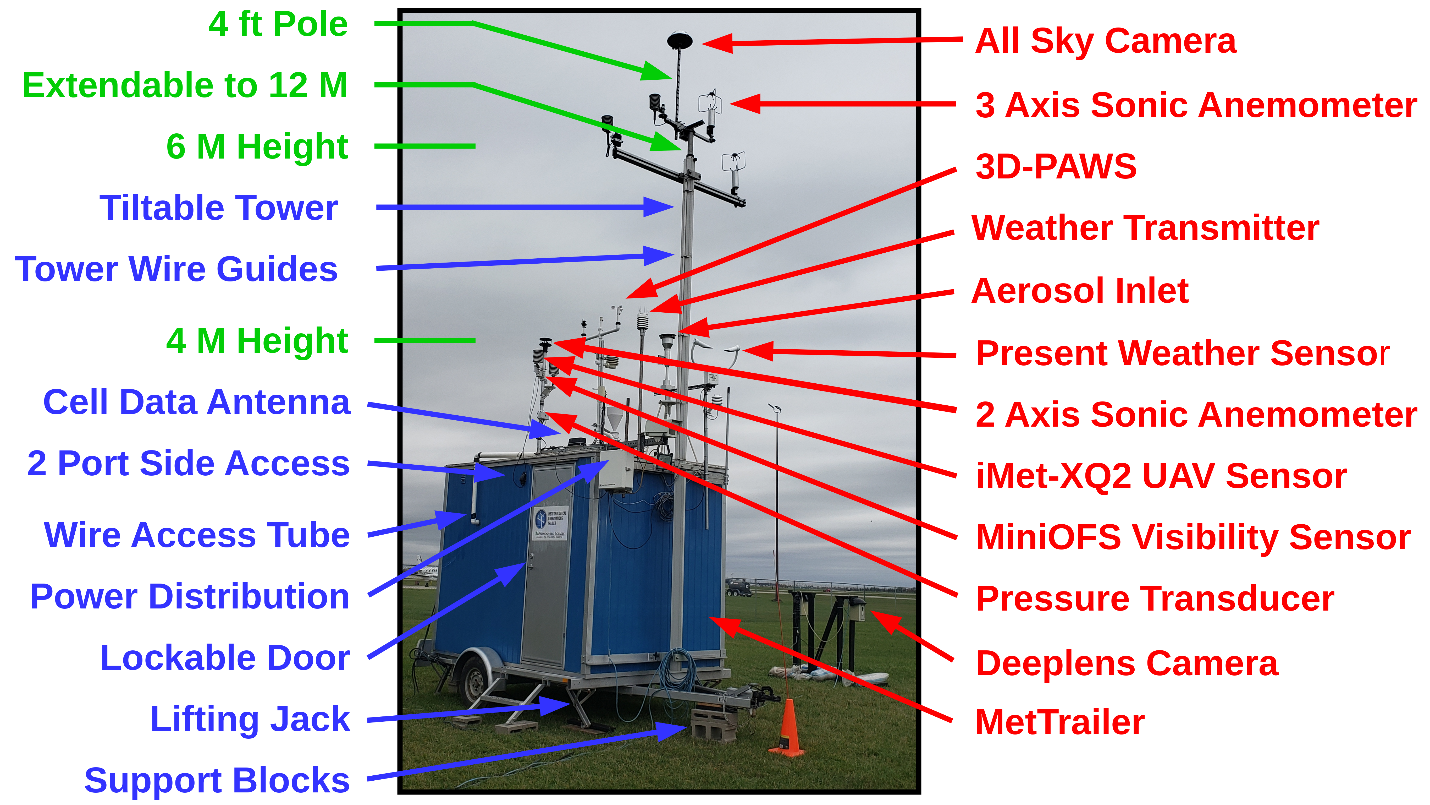 4 ft Pole
Extendable to 12 M
6 M Height
Tiltable Tower
Tower Wire Guides
4 M Height
Cell Data Antenna
2 Port Side Access
Wire Access Tube
Power Distribution
Lockable Door
Lifting Jack
Support Blocks
All Sky Camera
3 Axis Sonic Anemometer
3D-PAWS
Weather Transmitter
Aerosol Inlet
Present Weather Sensor
2 Axis Sonic Anemometer
iMet-XQ2 UAV Sensor
MiniOFS Visibility Sensor
Pressure Transducer
Deeplens Camera
MetTrailer